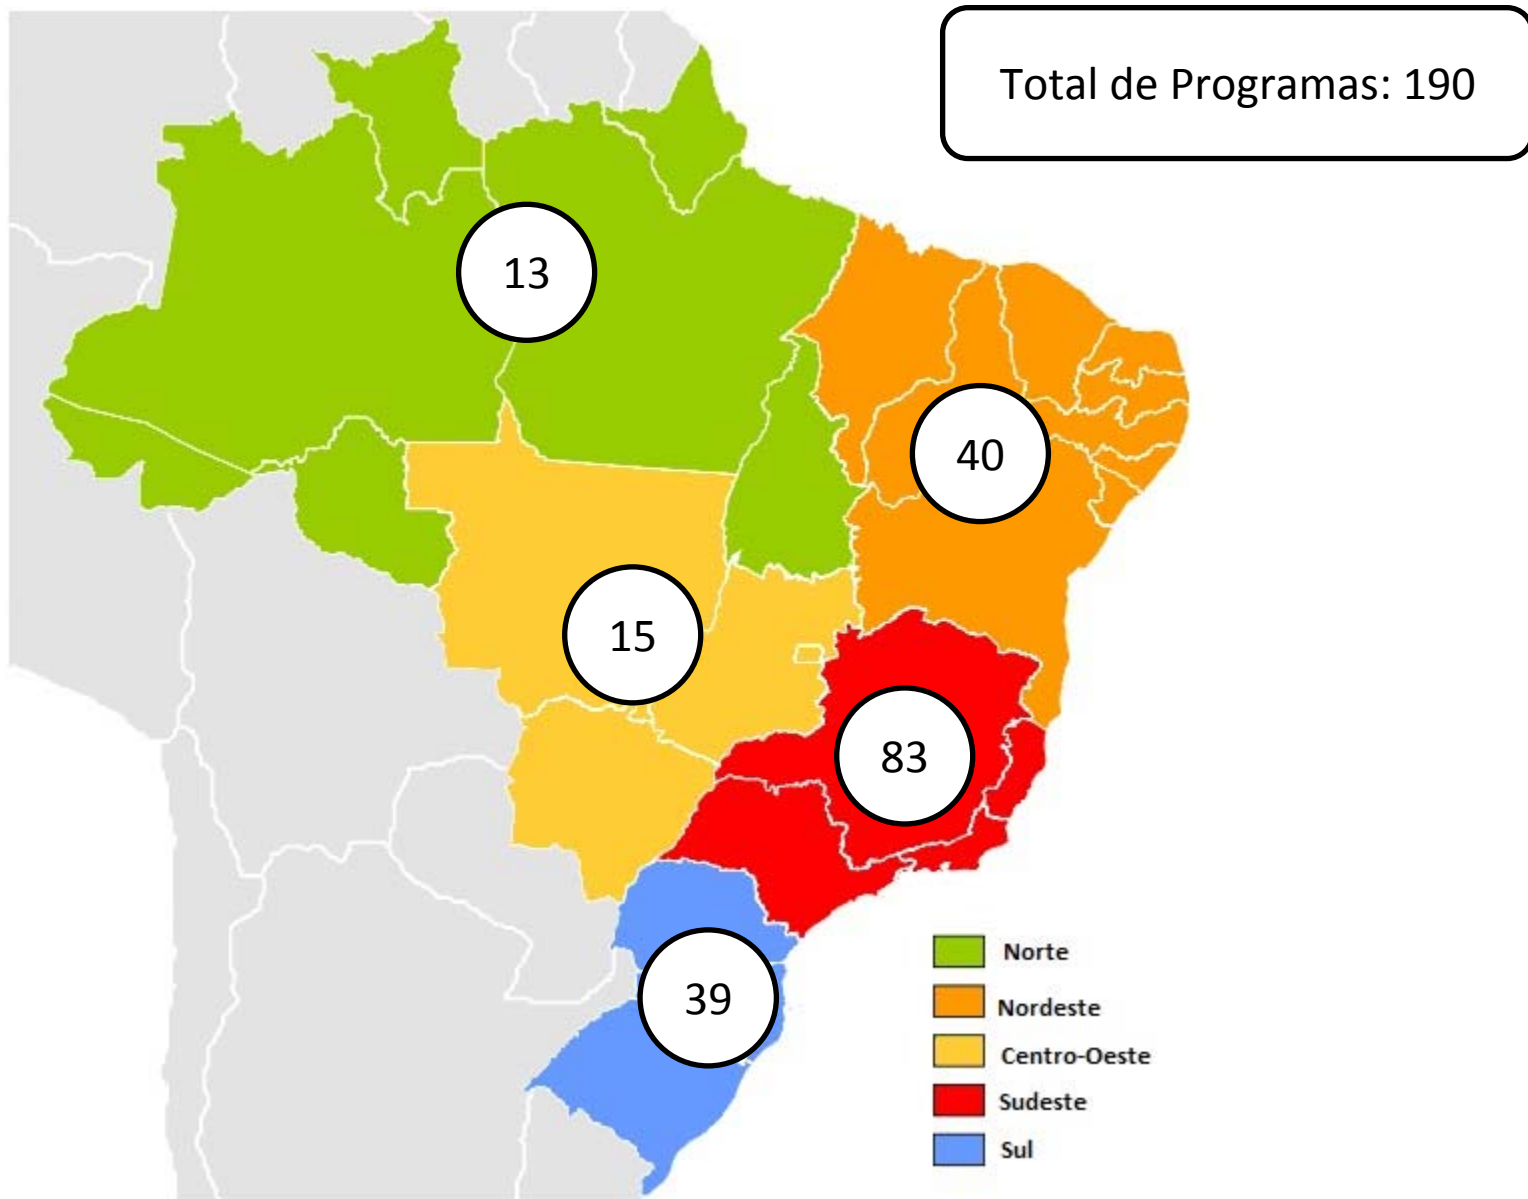 Total de Programas: 190
13
40
15
83
39
Norte
Nordeste
Centro-Oeste
Sudeste
Sul